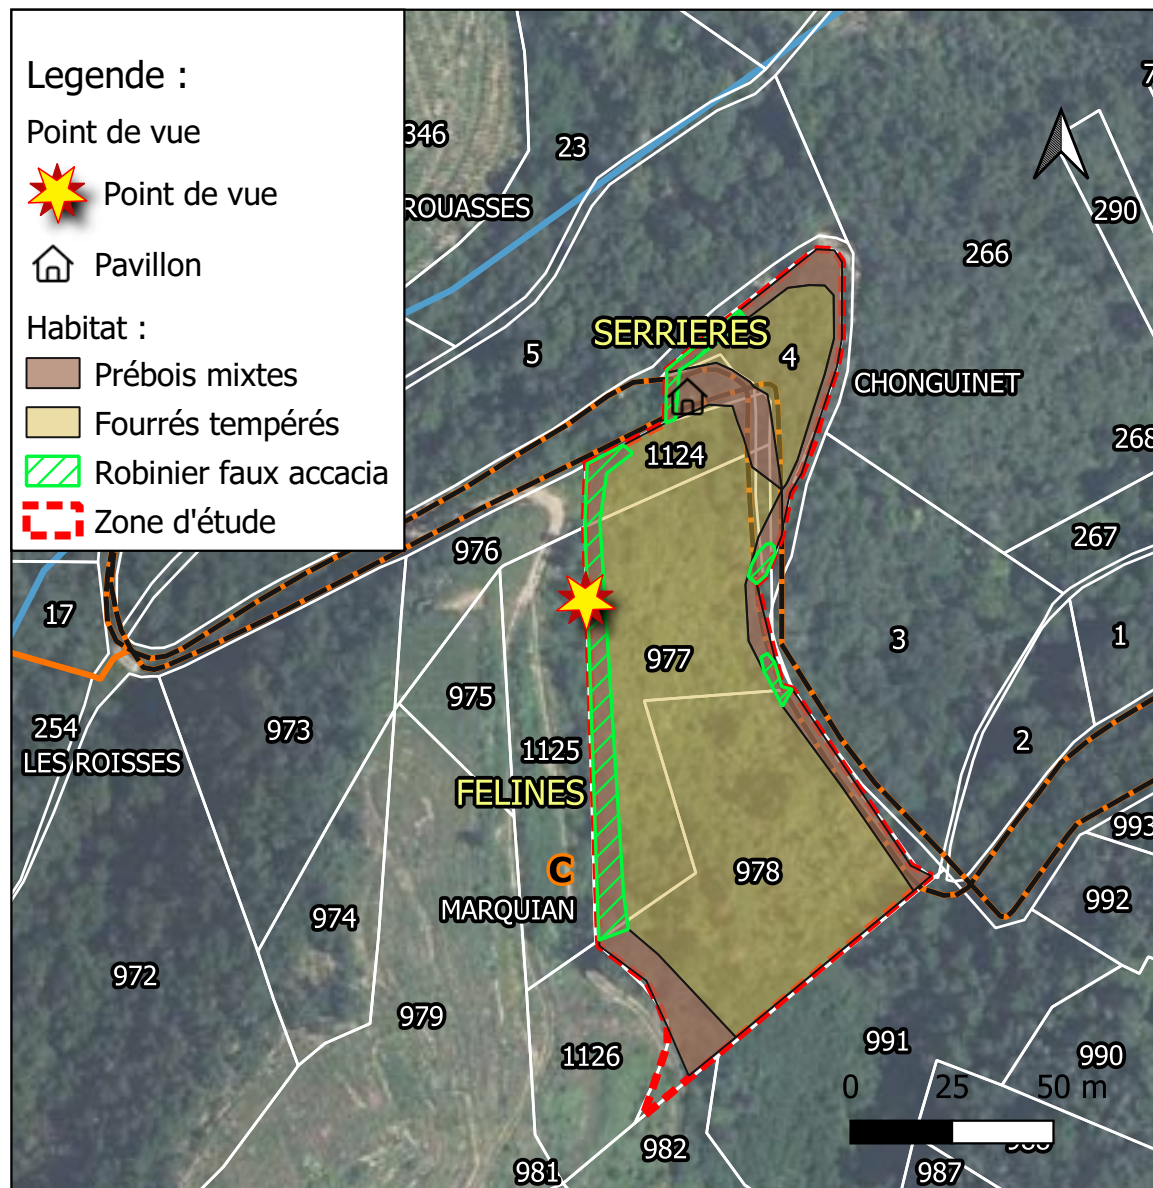 Legende :
Point de vue
Point de vue
Pavillon
Habitat :
Prébois mixtes
Fourrés tempérés
Robinier faux accacia
Zone d'étude
346
23
ROUASSES
7
290
266
SERRIERES
5
4
CHONGUINET
268
1124
976
267
17
3
1
977
975
254
973
2
LES ROISSES
1125
FELINES
993
C
978
MARQUIAN
992
974
972
979
991
990
1126
0 25 50 m
982
981
987